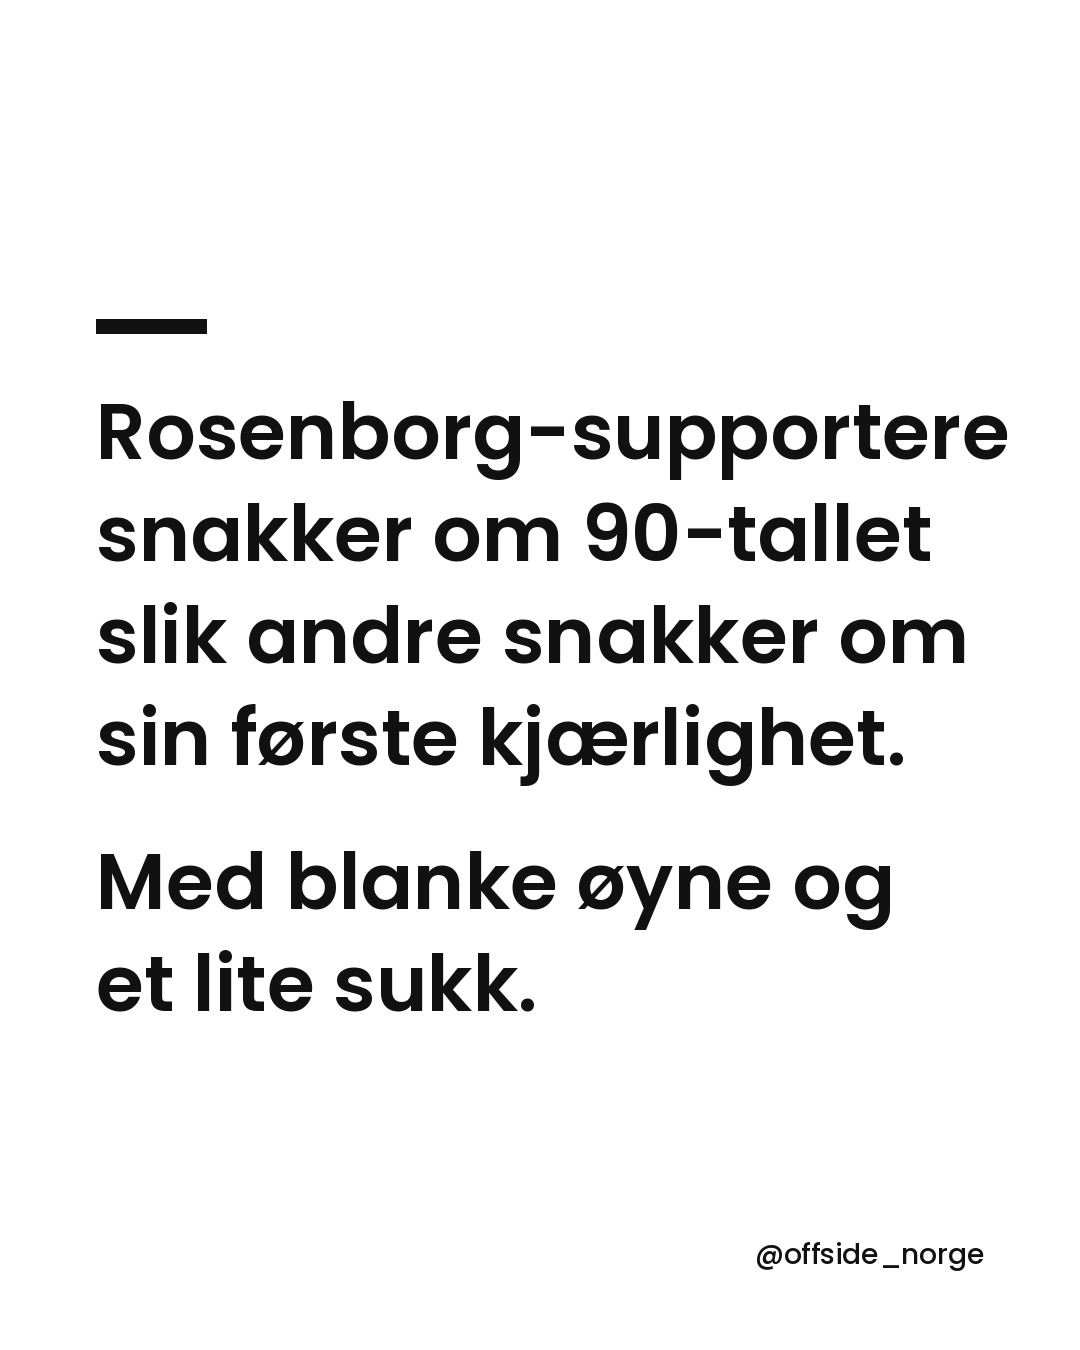 Rosenborg-supportere
snakker om 90-tallet
slik andre snakker om
sin første kjærlighet.
Med blanke øyne og
et lite sukk.
@offside_norge